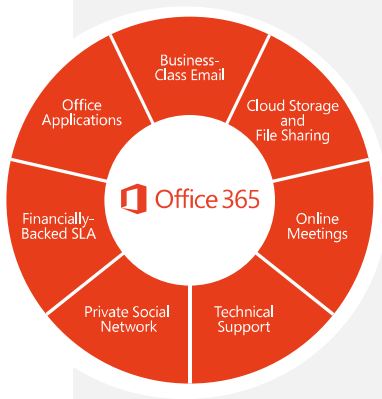 Business-
Class Email
Cloud Storage
and
File Sharing
Online
Meetings
Technical
Support
Private Social
Network
Financially-
Backed SLA
Office
Applications
Office 365